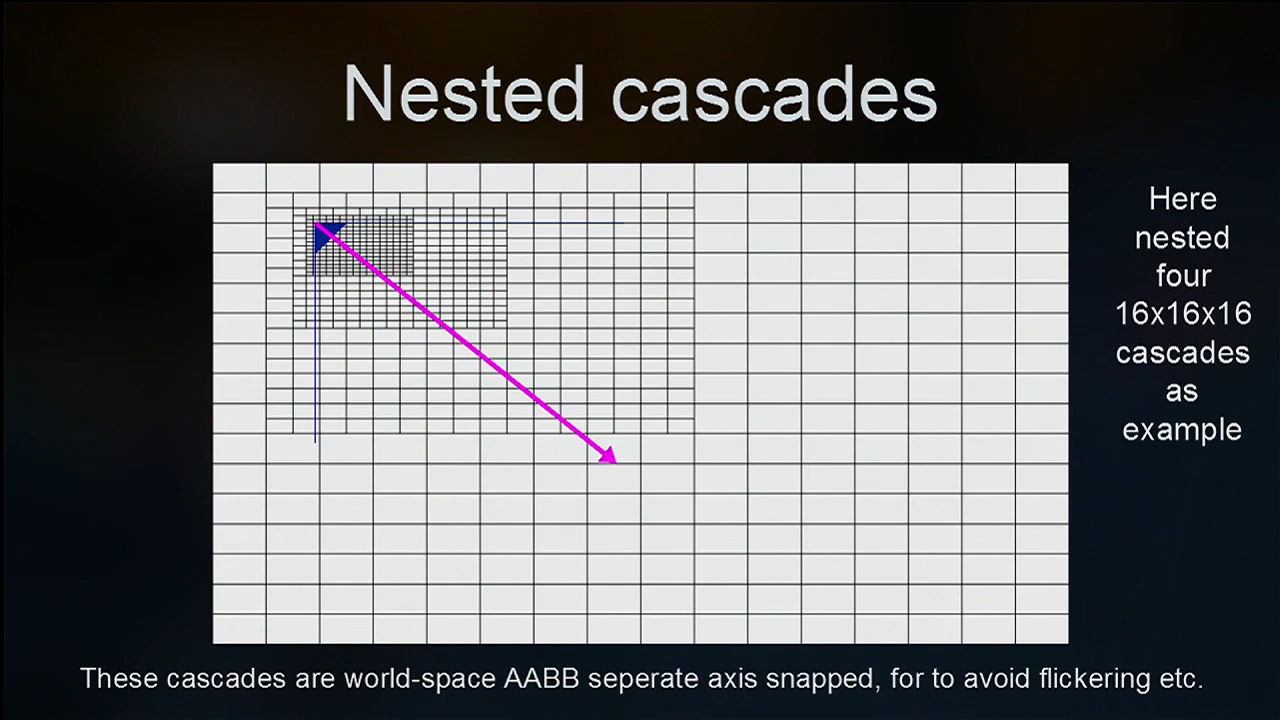 Nested cascades
Here
nested
four
16x16x16
cascades
as
example
These cascades are world-space AABB seperate axis snapped, for to avoid flickering etc.